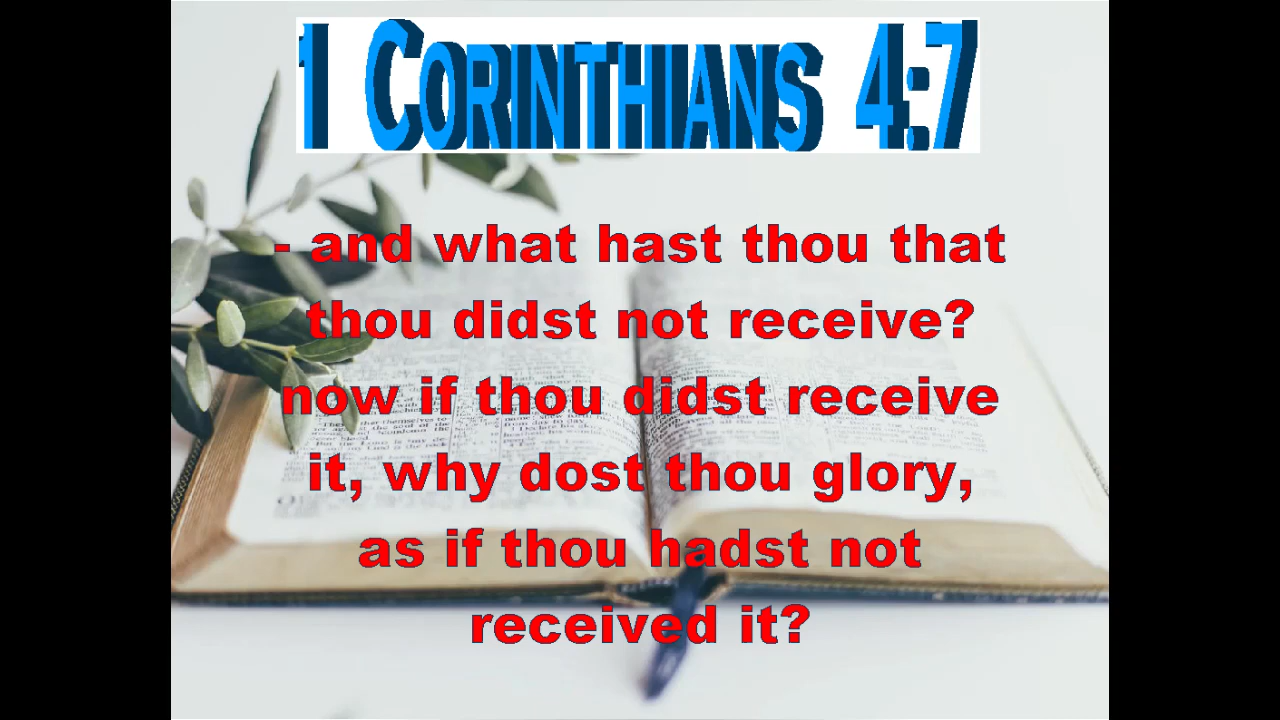 1 CORINTHIANS 4:7
- and what hast thou that
thou didst not receive?
now if thou didst receive
it, why dost thou glory,
as if thou hadst not
received it?